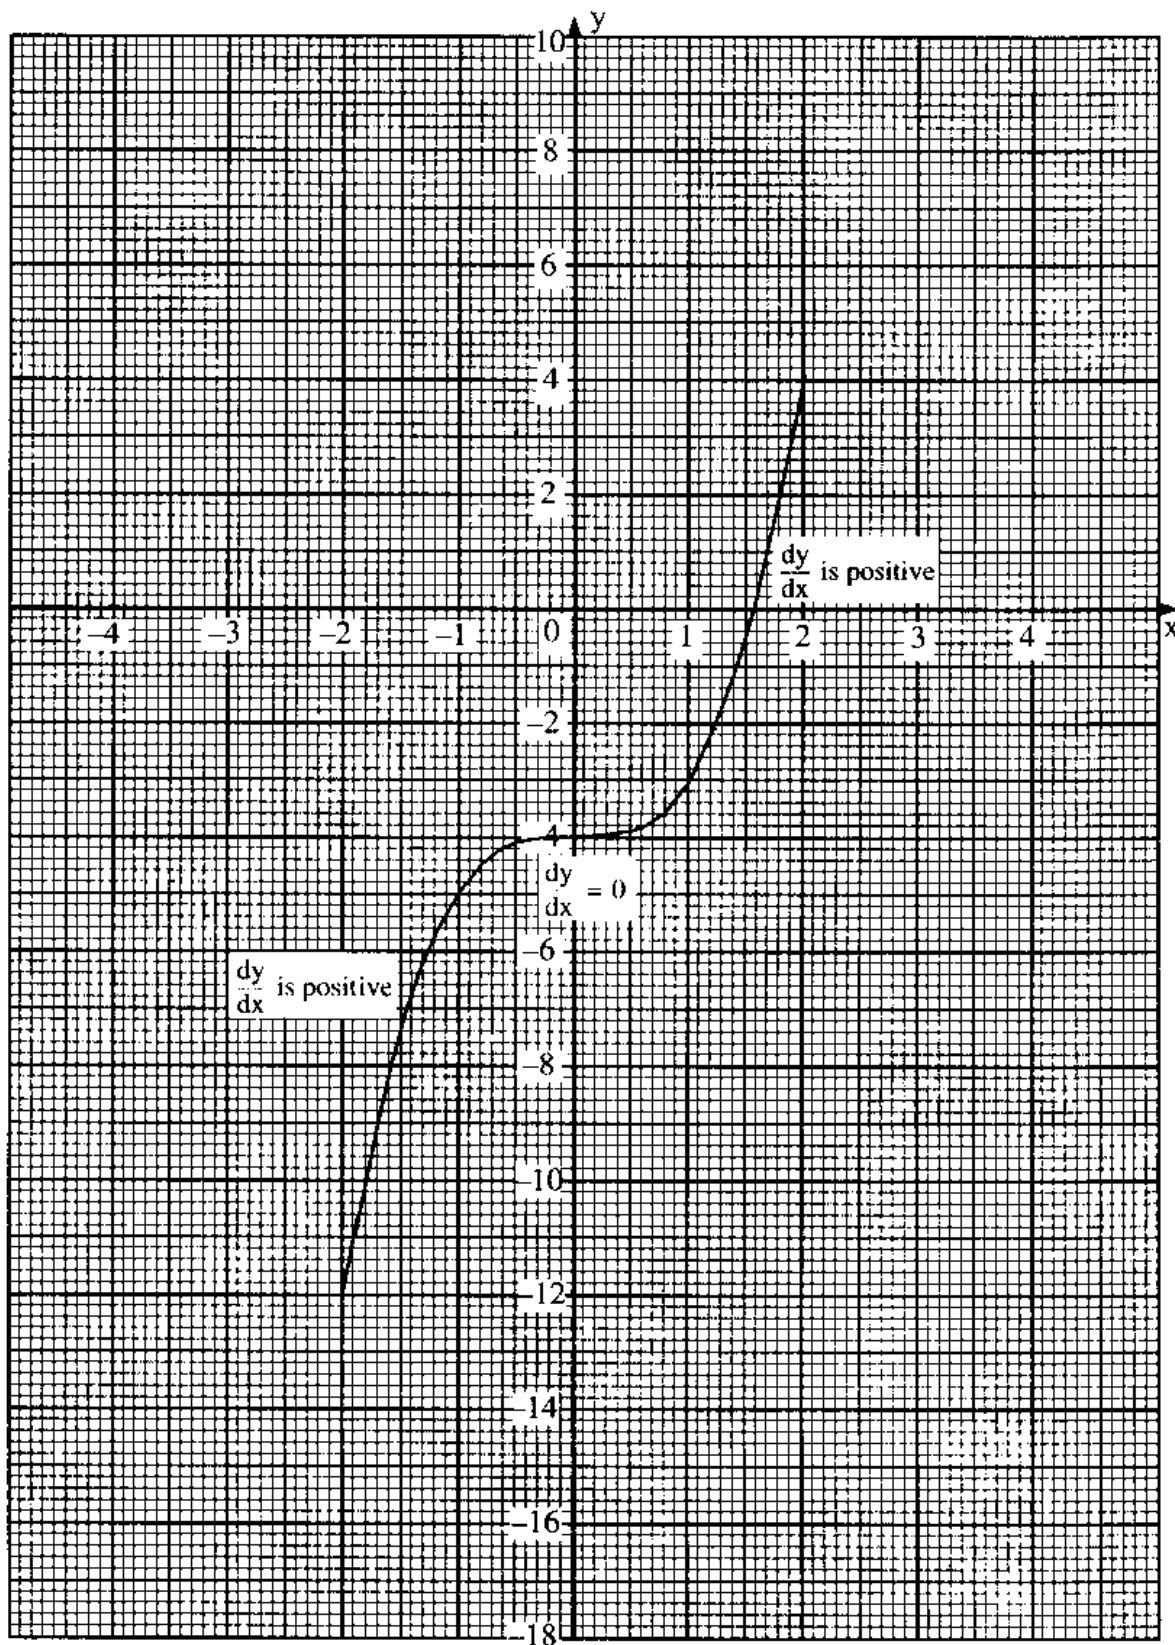 y
10
8
6
4
2
dy/dx is positive
–4 –3 –2 –1 0 1 2 3 4 x
–2
–4
dy/dx = 0
–6
dy/dx is positive
–8
–10
–12
–14
–16
–18